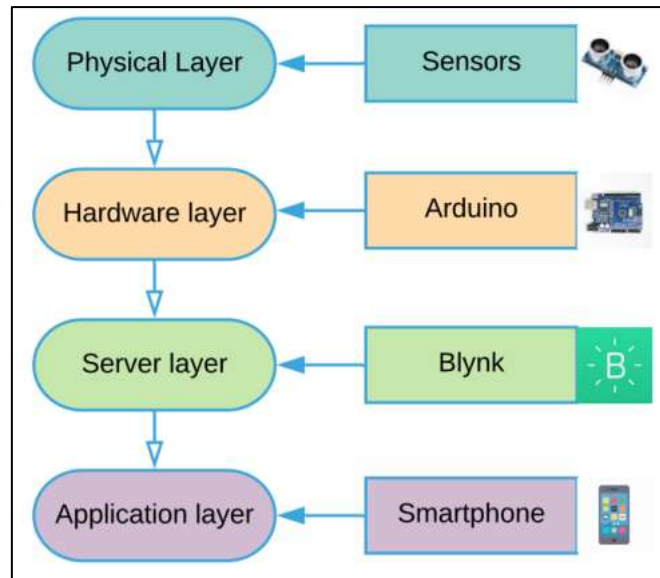 Physical Layer
Sensors
Hardware layer
Arduino
Server layer
Blynk
B
Application layer
Smartphone